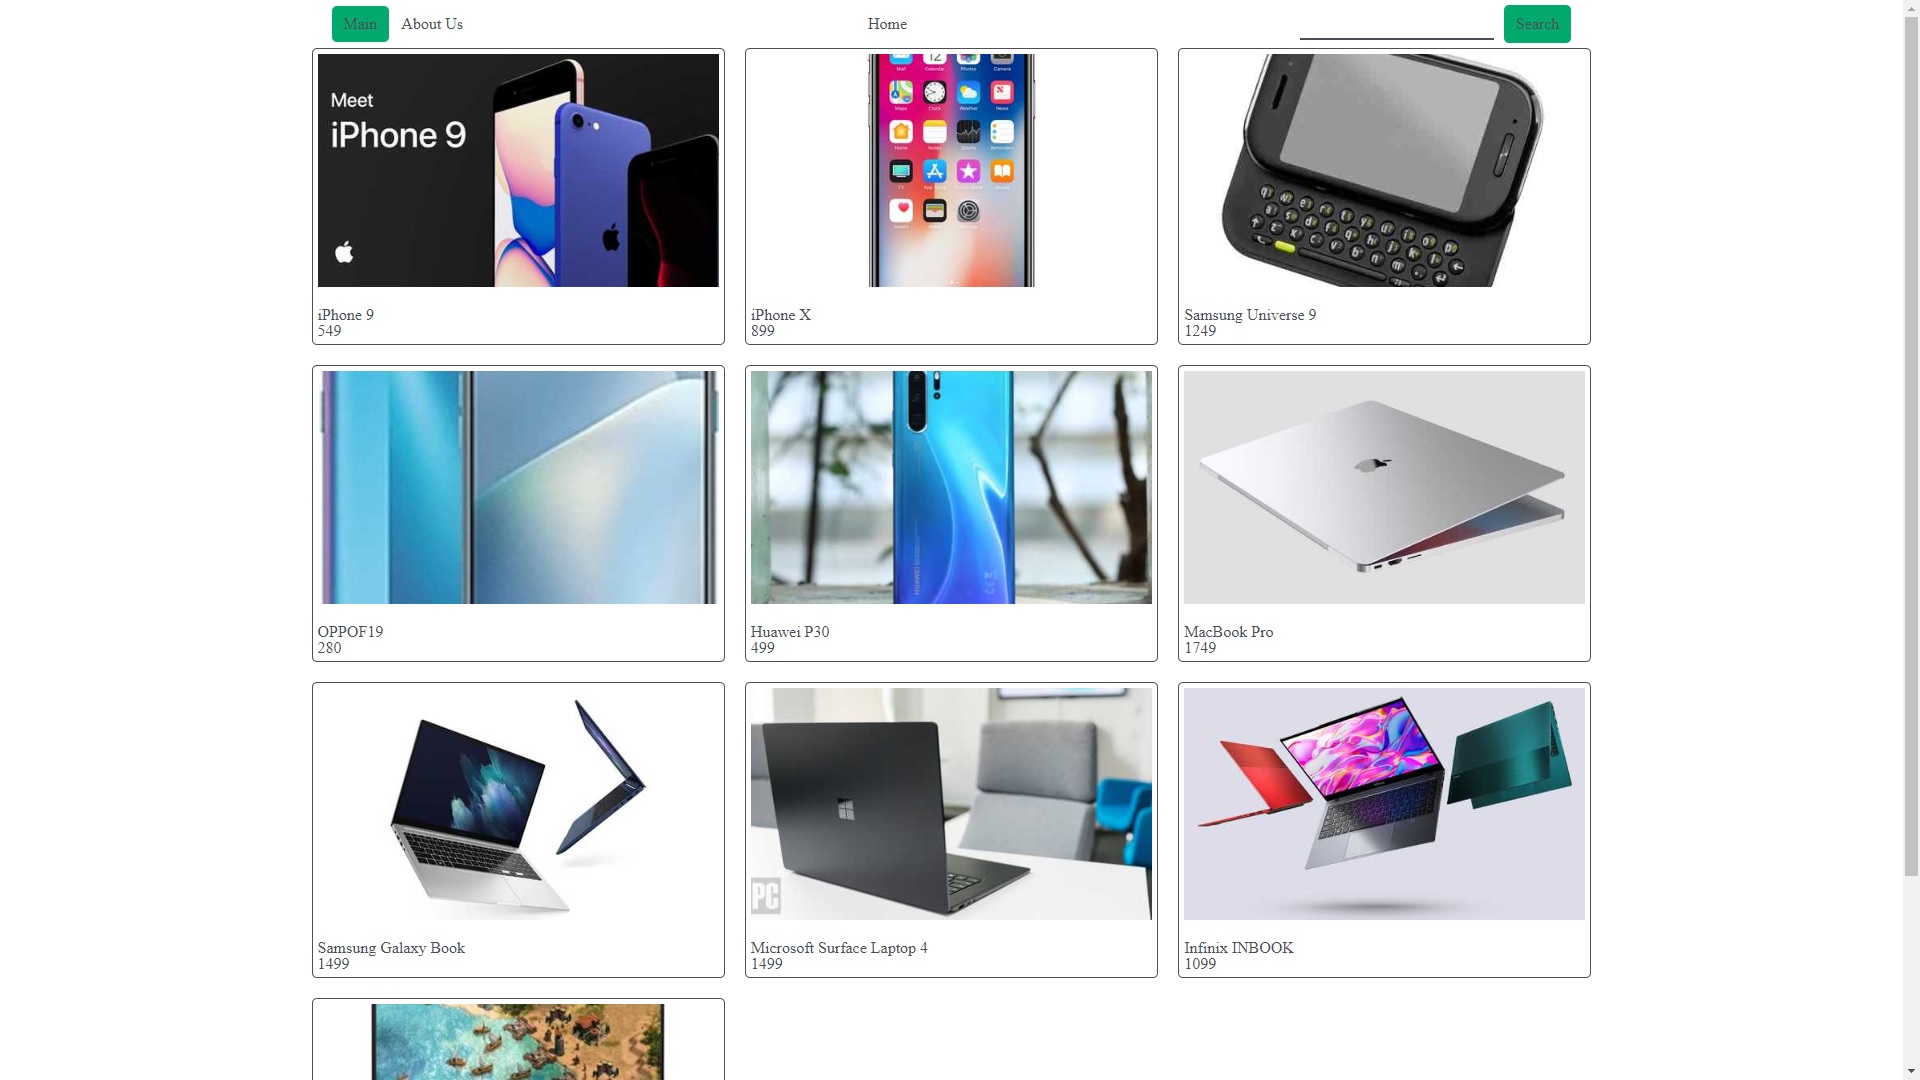 Main
About Us
Home
Search
Meet
iPhone 9
iPhone 9
549
iPhone X
899
Samsung Universe 9
1249
OPPOF19
280
Huawei P30
499
MacBook Pro
1749
PC
Samsung Galaxy Book
1499
Microsoft Surface Laptop 4
1499
Infinix INBOOK
1099